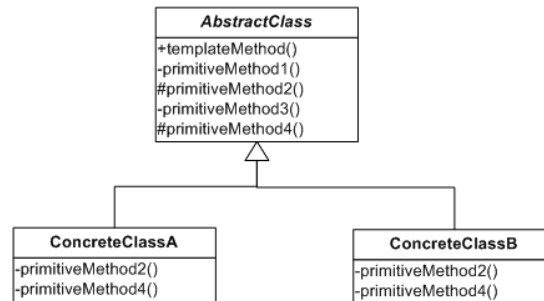 AbstractClass
+templateMethod()
-primitiveMethod1()
#primitiveMethod2()
-primitiveMethod3()
#primitiveMethod4()
ConcreteClassA
-primitiveMethod2()
-primitiveMethod4()
ConcreteClassB
-primitiveMethod2()
-primitiveMethod4()